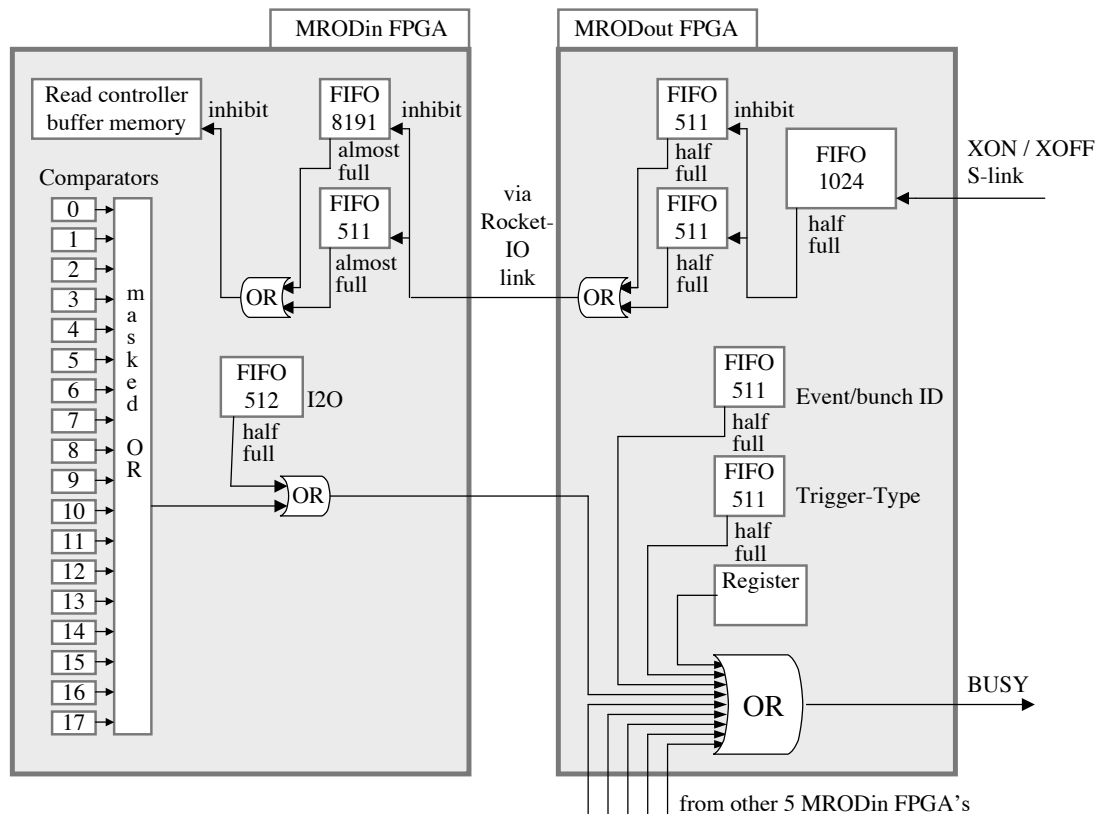 MRODin FPGA
Read controller
buffer memory
inhibit
FIFO
8191
inhibit
almost
full
FIFO
511
almost
full
OR
Comparators
0
1
2
3
4
5
6
7
8
9
10
11
12
13
14
15
16
17
masked OR
FIFO
512
I2O
half
full
OR
via
Rocket-
IO
link
MRODout FPGA
FIFO
511
inhibit
half
full
FIFO
511
half
full
OR
FIFO
1024
half
full
XON / XOFF
S-link
FIFO
511
Event/bunch ID
half
full
FIFO
511
Trigger-Type
half
full
Register
OR
BUSY
from other 5 MRODin FPGA's